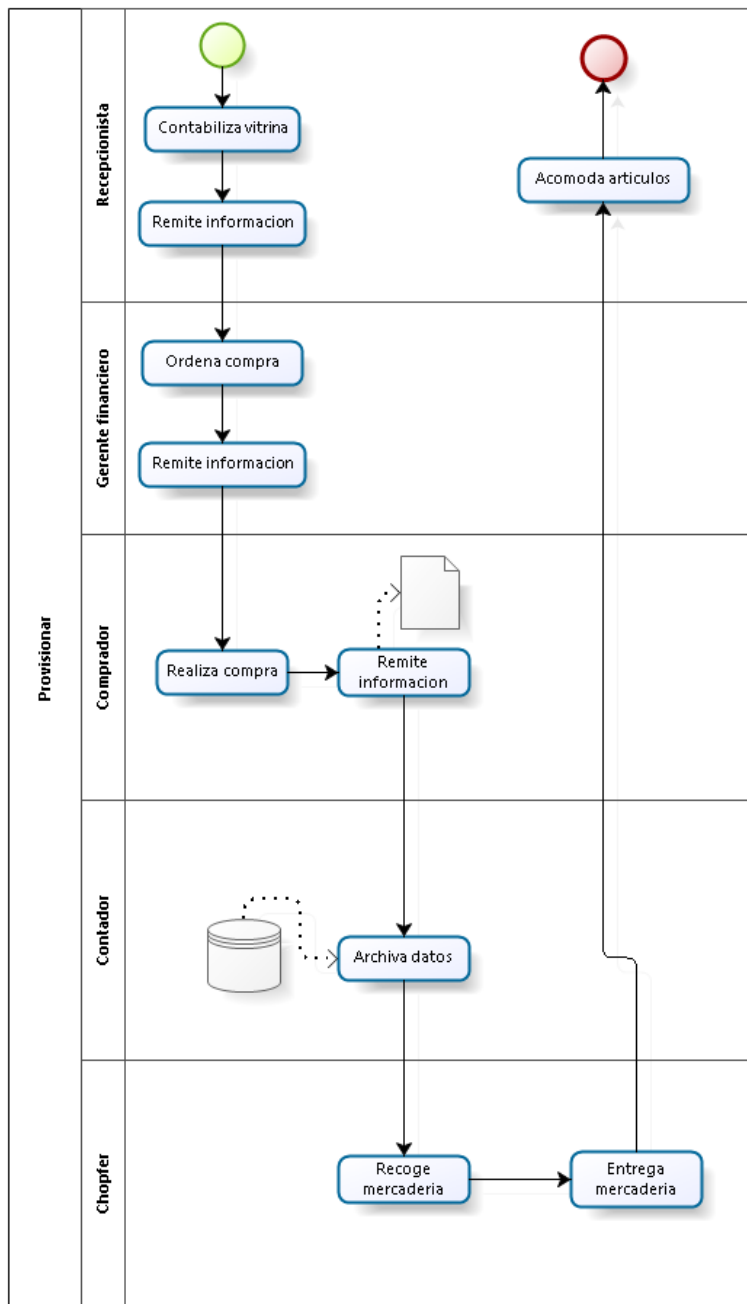 Provisionar
Recepcionista
Contabiliza vitrina
Remite informacion
Acomoda articulos
Gerente financiero
Ordena compra
Remite informacion
Comprador
Realiza compra
Remite
informacion
Contador
Archiva datos
Chopfer
Recoge
mercaderia
Entrega
mercaderia